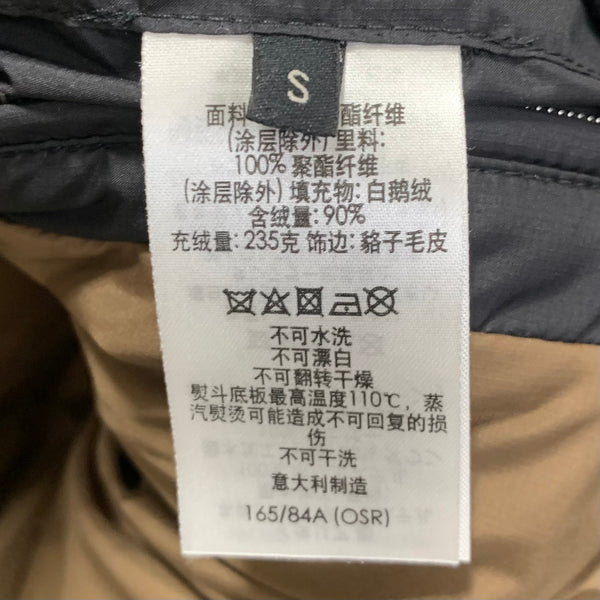 S
面料 酯纤维
(涂层除外) 里料:
100% 聚酯纤维
(涂层除外) 填充物: 白鹅绒
含绒量: 90%
充绒量: 235克 饰边: 貉子毛皮
不可水洗
不可漂白
不可翻转干燥
熨斗底板最高温度110℃, 蒸
汽熨烫可能造成不可回复的损
伤
不可干洗
意大利制造
165/84A (OSR)